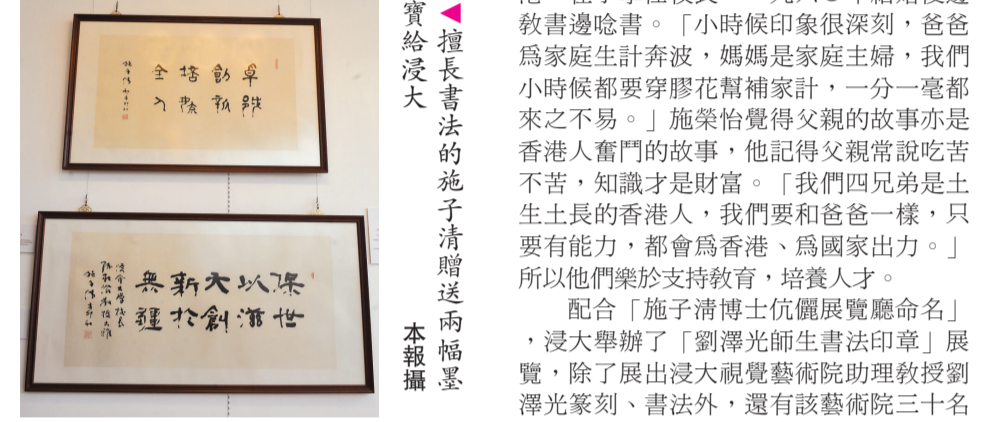 ◀擅長書法的施子清贈送兩幅墨
寶給浸大
本報攝
創新
全人
保世
以滋
大創
新於
無疆
教書邊唸書。「小時候印象很深刻,爸爸
爲家庭生計奔波,媽媽是家庭主婦,我們
小時候都要穿膠花幫補家計,一分一毫都
來之不易。」施榮怡覺得父親的故事亦是
香港人奮鬥的故事,他記得父親常說吃苦
不苦,知識才是財富。「我們四兄弟是土
生土長的香港人,我們要和爸爸一樣,只
要有能力,都會爲香港、爲國家出力。」
所以他們樂於支持敎育,培養人才。
配合「施子淸博士伉儷展覽廳命名」
,浸大舉辦了「劉澤光師生書法印章」展
覽,除了展出浸大視覺藝術院助理敎授劉
澤光篆刻、書法外,還有該藝術院三十名